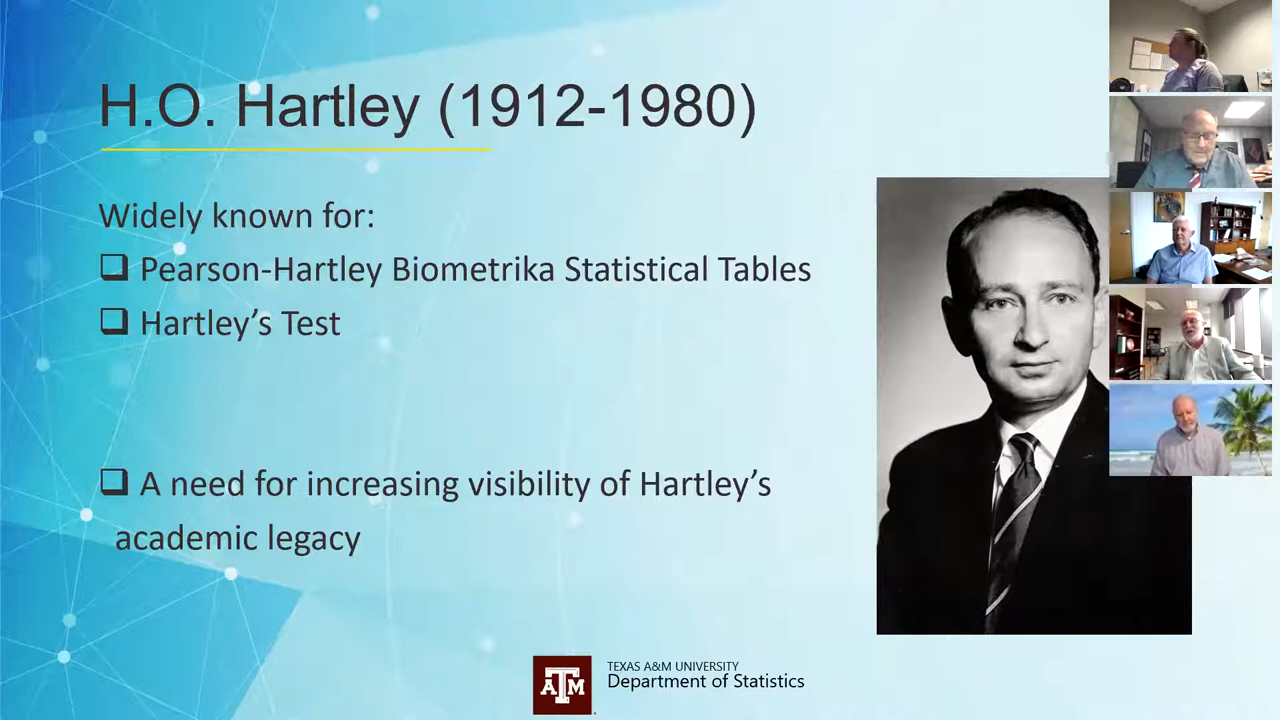 H.O. Hartley (1912-1980)
Widely known for:
❑ Pearson-Hartley Biometrika Statistical Tables
❑ Hartley’s Test
❑ A need for increasing visibility of Hartley’s
academic legacy
ATM
TEXAS A&M UNIVERSITY
Department of Statistics